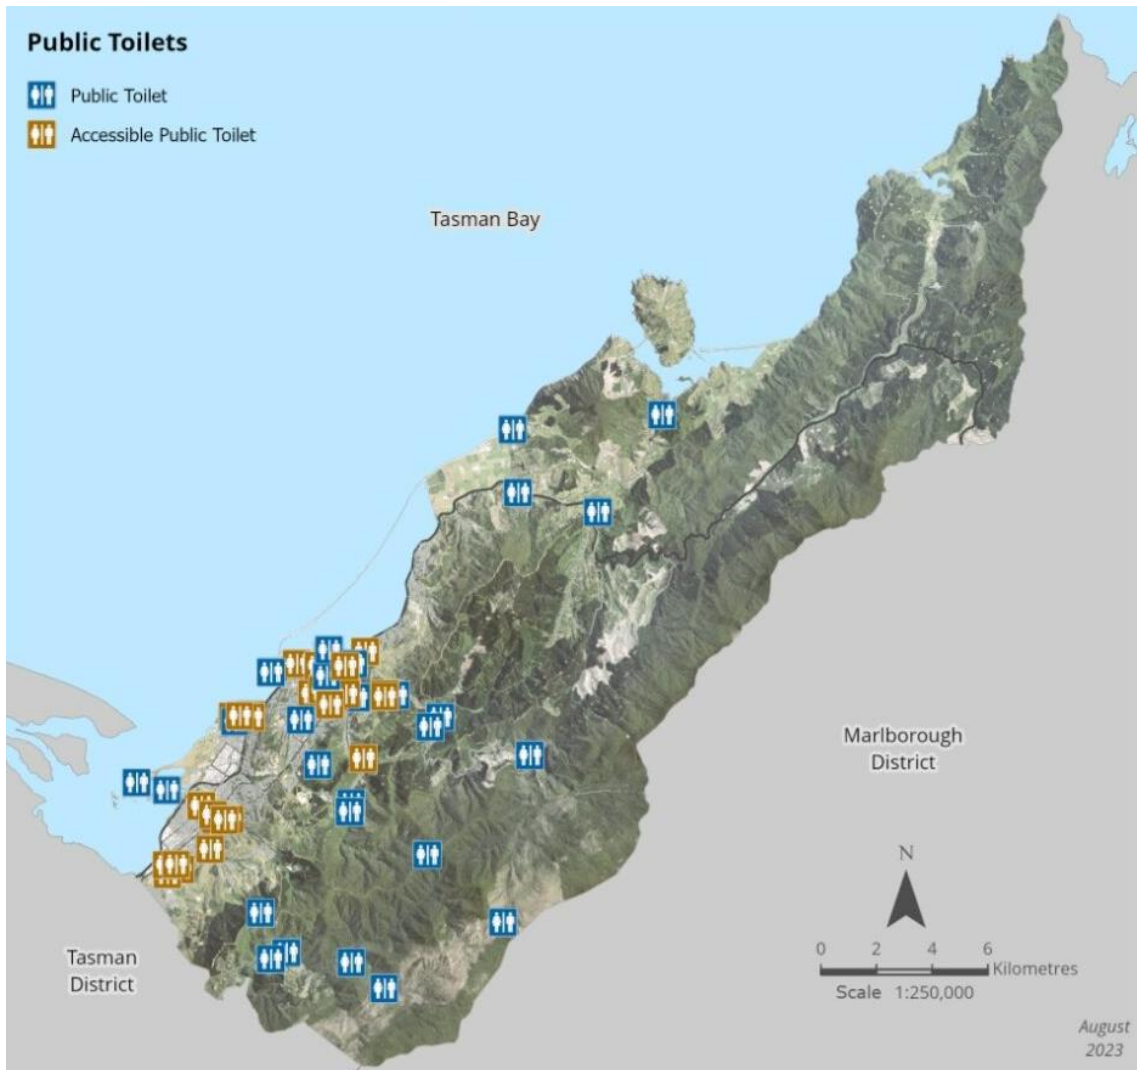 Public Toilets
Public Toilet
Accessible Public Toilet
Tasman Bay
Marlborough
District
Tasman
District
N
0 2 4 6
Kilometres
Scale 1:250,000
August
2023